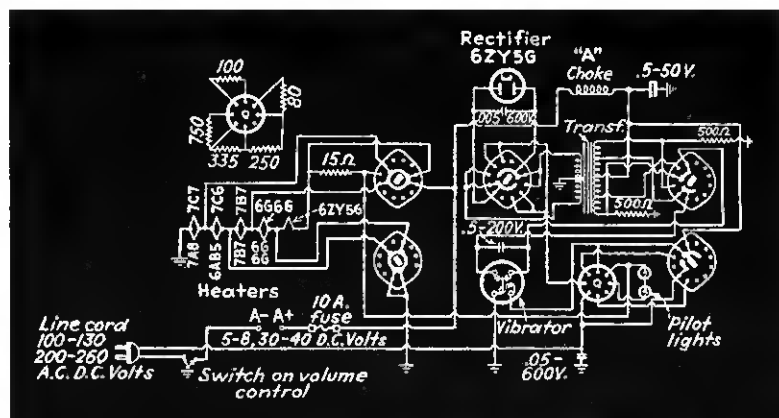 Rectifier
6ZY5G
"A"
Choke
.5-50V.
100
80
750
335
250
.005
600V.
Transf.
500Ω
15Ω
500Ω
7C7
7C6
7B7
6G6G
6ZY5G
7A8
6AB5
7B7
6G
6G
.5-200V.
Heaters
10A.
fuse
A-
A+
5-8,30-40 D.C.Volts
Vibrator
Pilot
lights
Line cord
100-130
200-260
A.C.D.C.Volts
Switch on volume
control
.05-
600V.